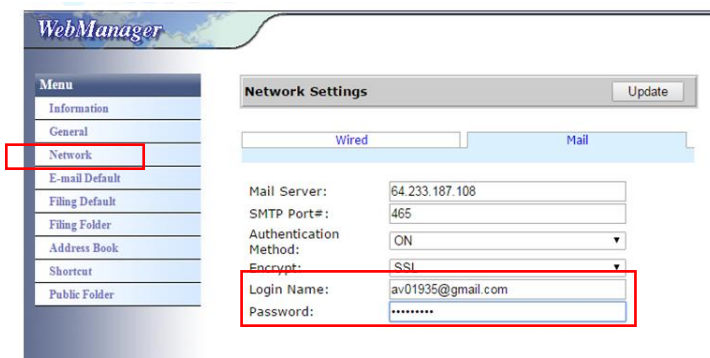 WebManager
Menu
Information
General
Network
E-mail Default
Filing Default
Filing Folder
Address Book
Shortcut
Public Folder
Network Settings
Update
Wired
Mail
Mail Server: 64.233.187.108
SMTP Port#: 465
Authentication Method: ON
Encrypt: SSL
Login Name: av01935@gmail.com
Password: •••••••••